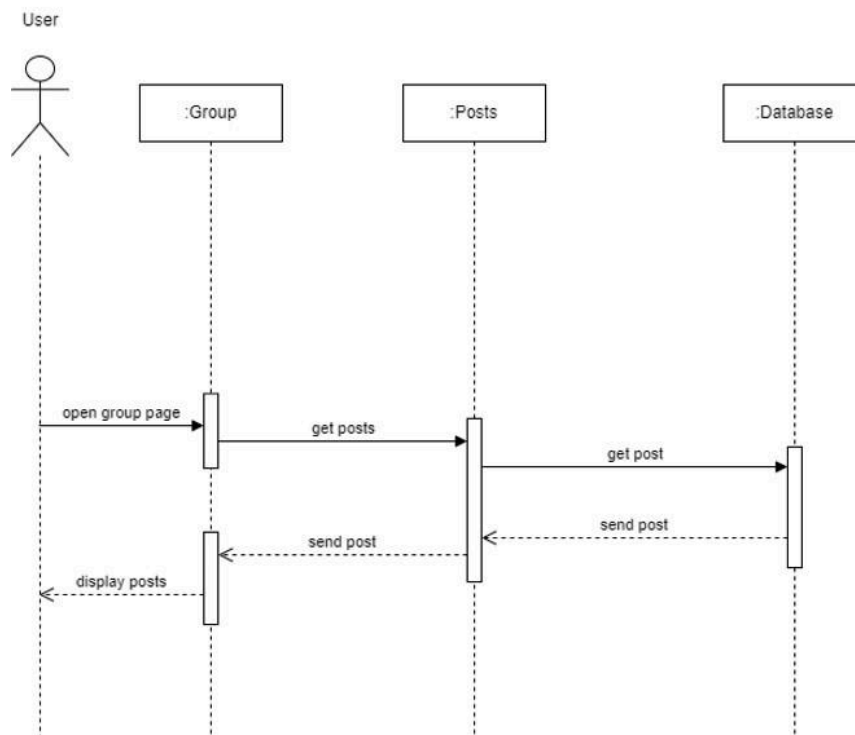 User
:Group
:Posts
:Database
open group page
get posts
get post
send post
send post
display posts